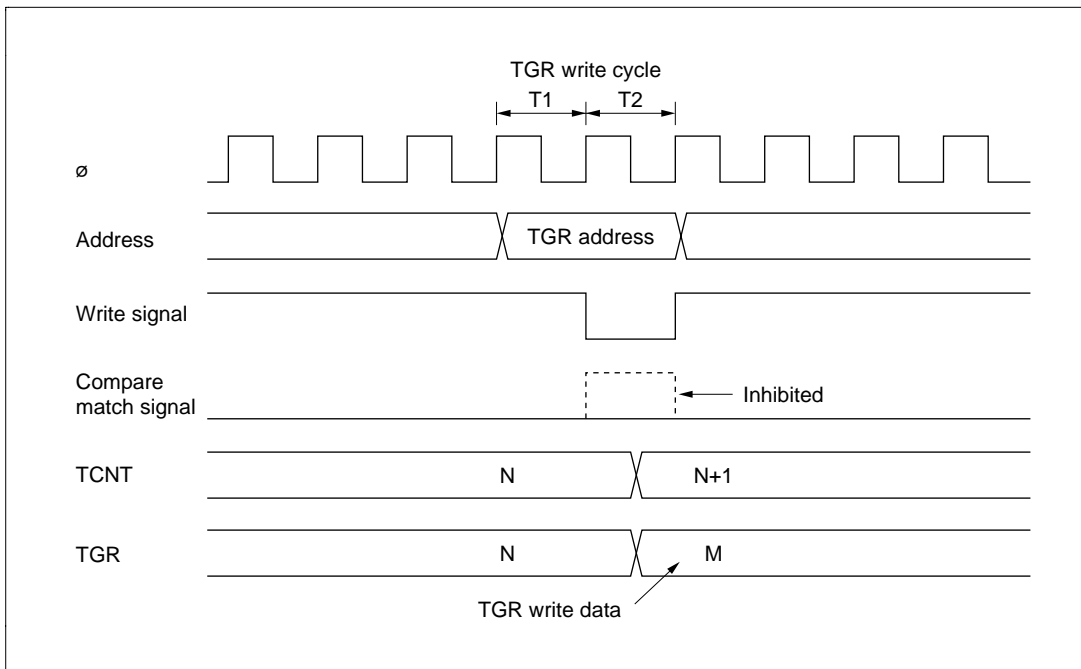 TGR write cycle
T1 T2
ø
Address
TGR address
Write signal
Compare
match signal
Inhibited
TCNT
N
N+1
TGR
N
M
TGR write data